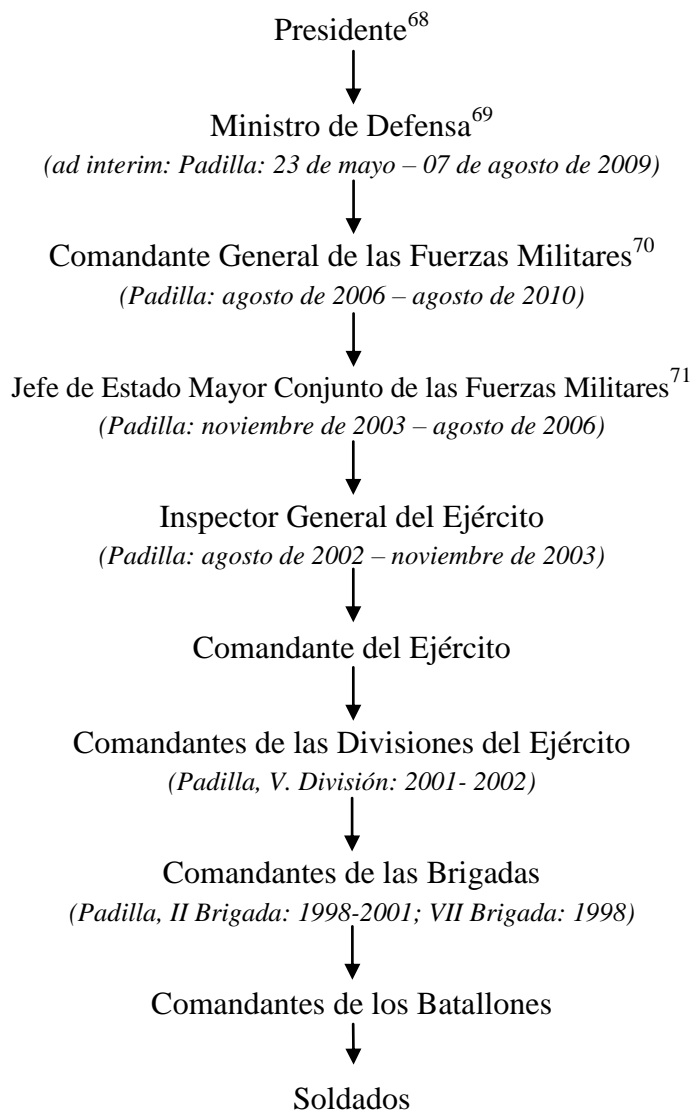 Presidente68
Ministro de Defensa69
(ad interim: Padilla: 23 de mayo – 07 de agosto de 2009)
Comandante General de las Fuerzas Militares70
(Padilla: agosto de 2006 – agosto de 2010)
Jefe de Estado Mayor Conjunto de las Fuerzas Militares71
(Padilla: noviembre de 2003 – agosto de 2006)
Inspector General del Ejército
(Padilla: agosto de 2002 – noviembre de 2003)
Comandante del Ejército
Comandantes de las Divisiones del Ejército
(Padilla, V. División: 2001- 2002)
Comandantes de las Brigadas
(Padilla, II Brigada: 1998-2001; VII Brigada: 1998)
Comandantes de los Batallones
Soldados